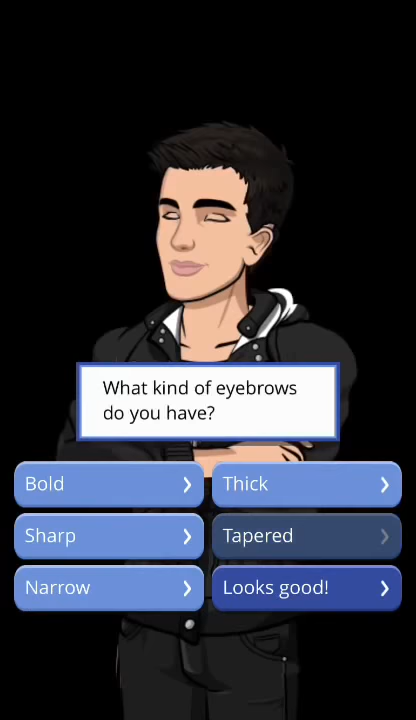 What kind of eyebrows
do you have?
Bold
Thick
Sharp
Tapered
Narrow
Looks good!